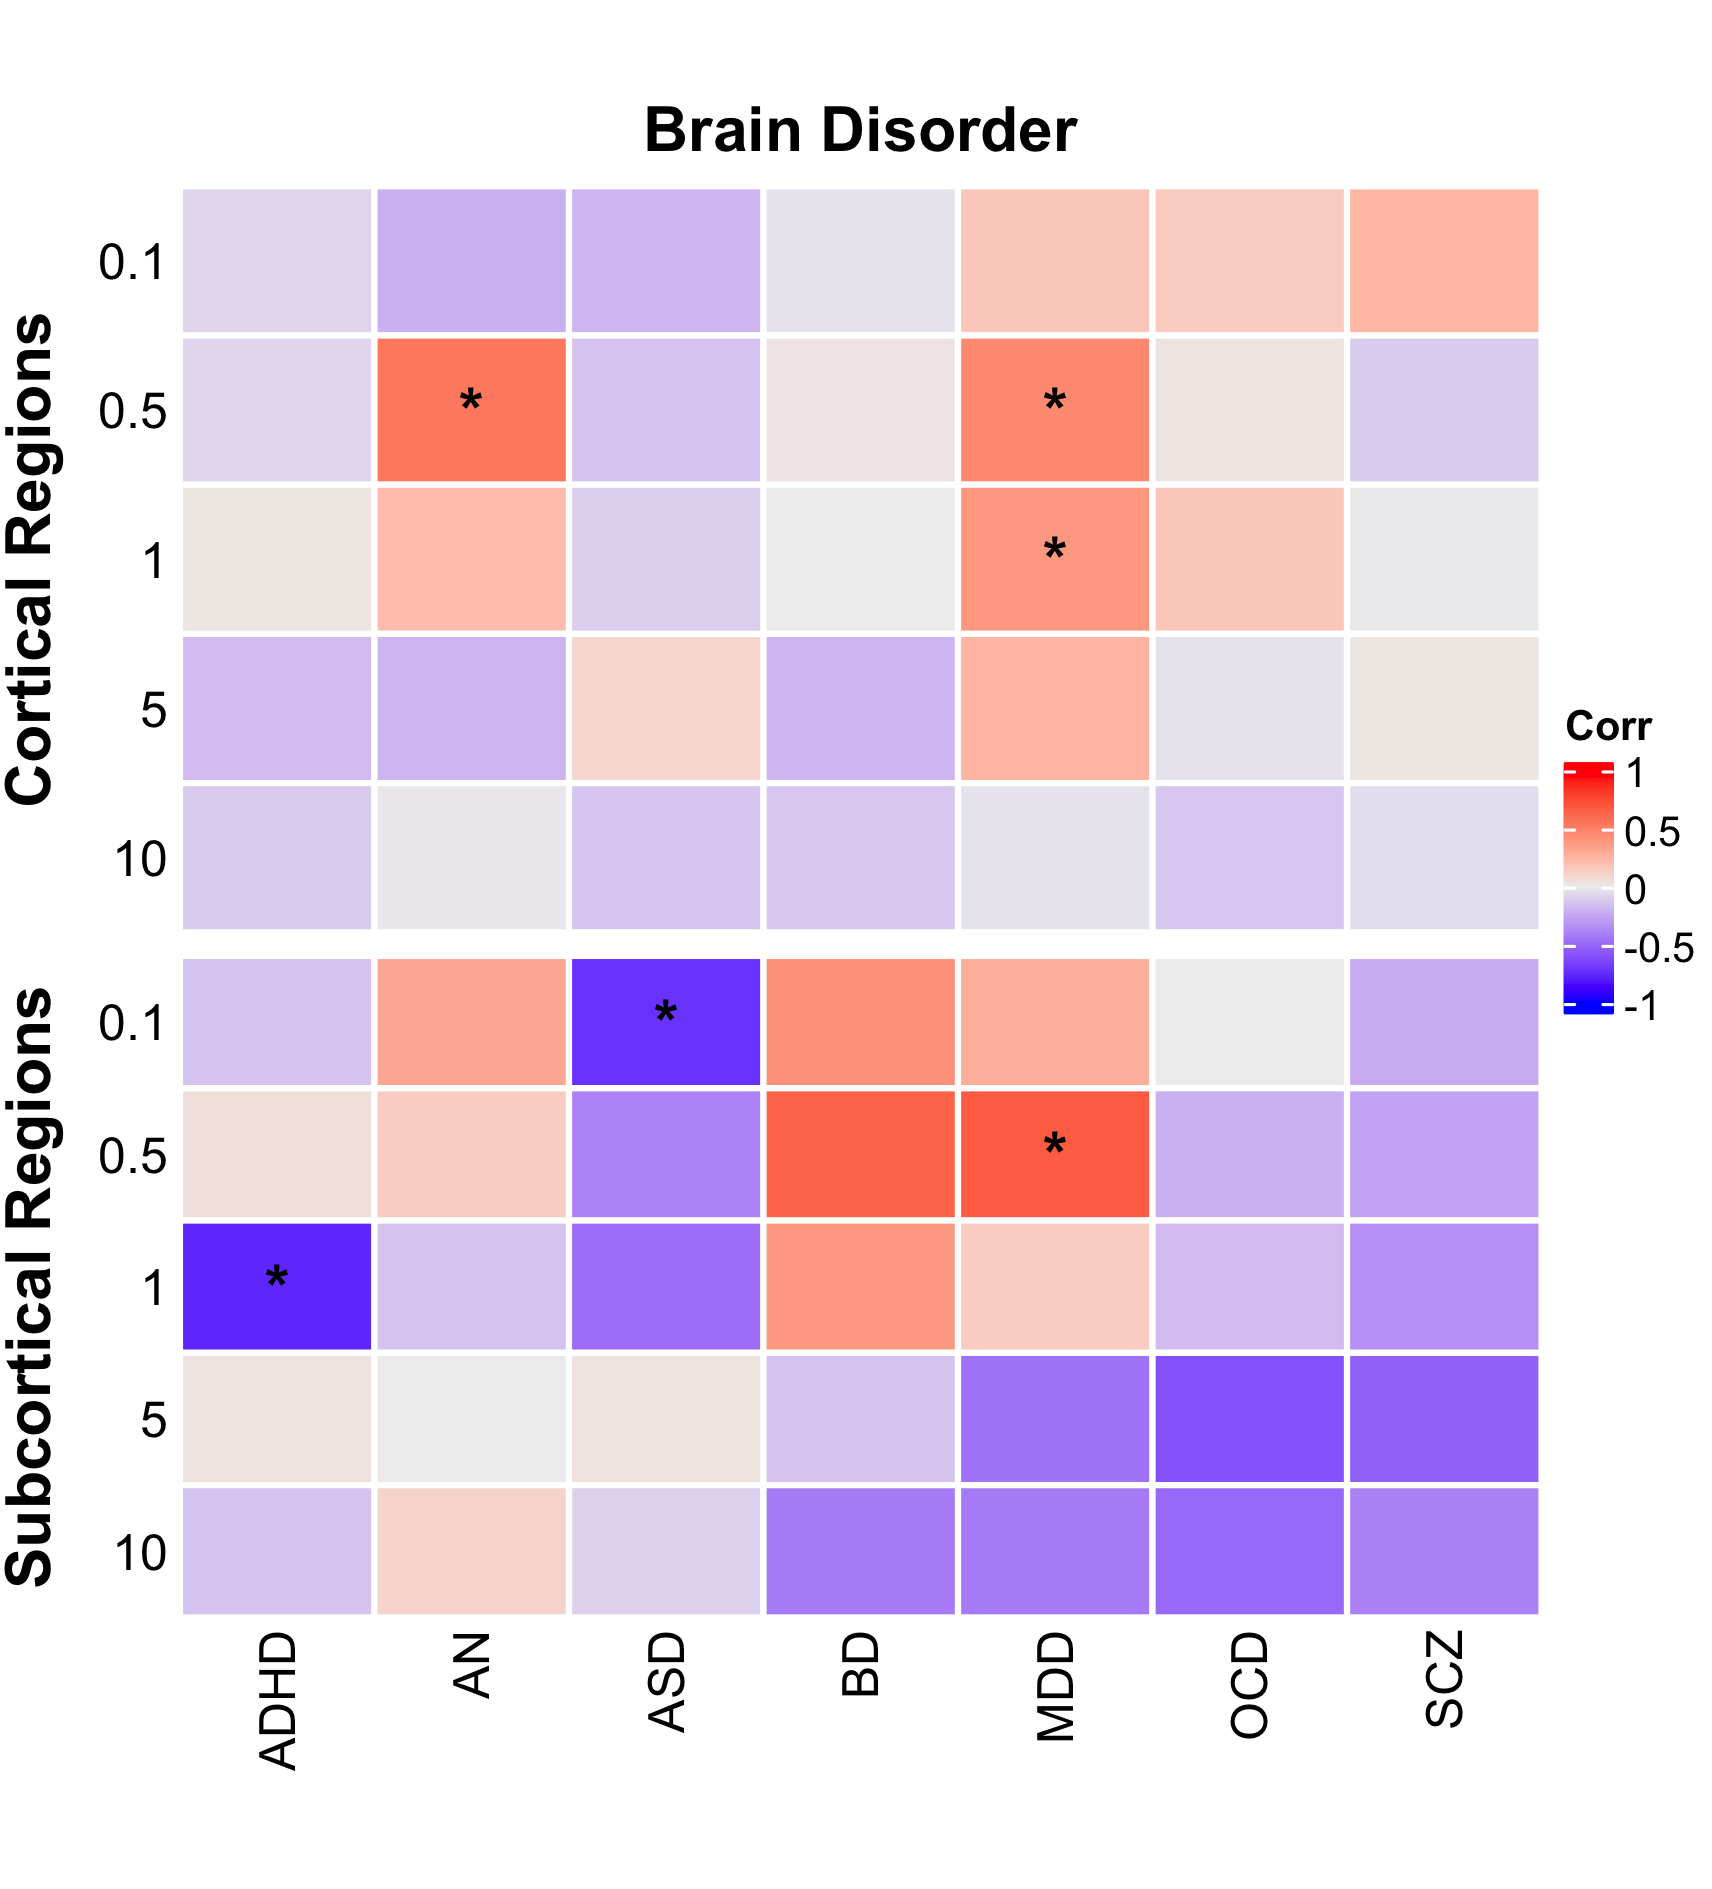 Brain Disorder
Cortical Regions
0.1
0.5
*
*
1
*
5
10
Subcortical Regions
0.1
*
0.5
*
1
*
5
10
ADHD
AN
ASD
BD
MDD
OCD
SCZ
Corr
1
0.5
0
-0.5
-1